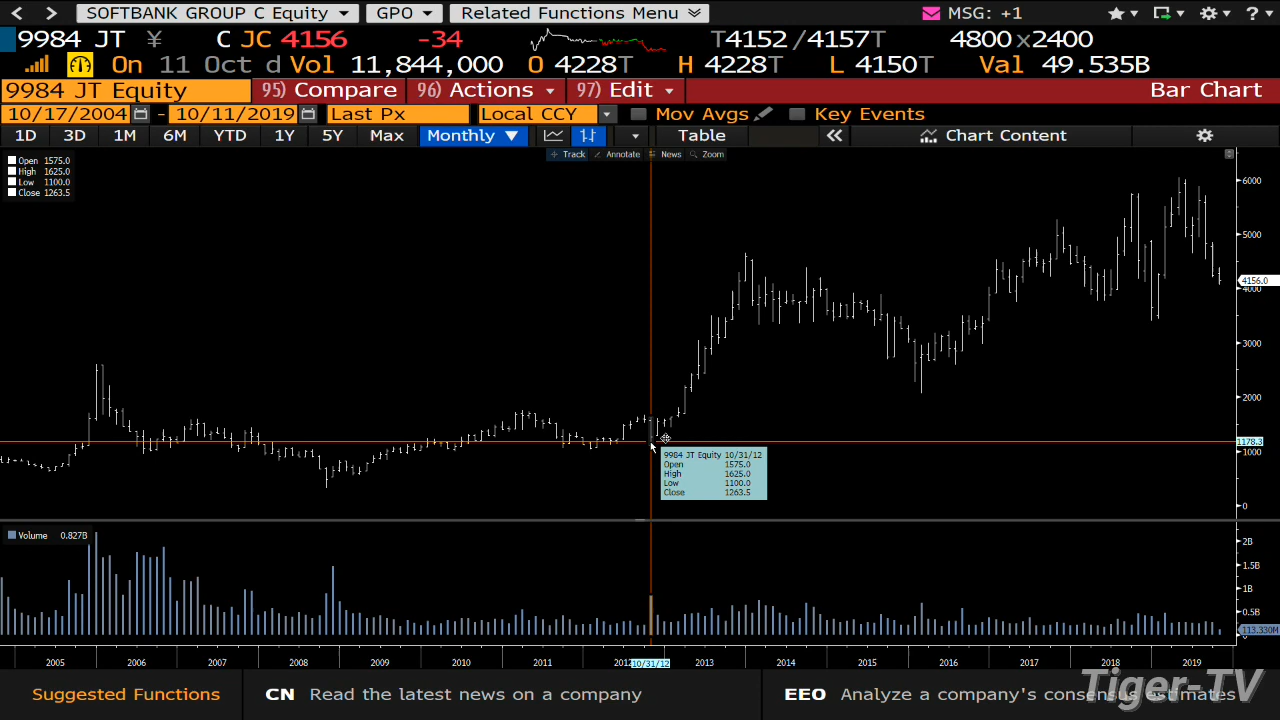 SOFTBANK GROUP C Equity GPO Related Functions Menu MSG: +1 ?
9984 JT ¥ C JC 4156 -34 T4152 /4157T 4800 x2400
On 11 Oct d Vol 11,844,000 O 4228T H 4228T L 4150T Val 49.535B
9984 JT Equity 95) Compare 96) Actions 97) Edit Bar Chart
10/17/2004 - 10/11/2019 Last Px Local CCY Mov Avgs Key Events
1D 3D 1M 6M YTD 1Y 5Y Max Monthly ▼ Table « Chart Content
Track Annotate News Zoom
Open 1575.0
High 1625.0
Low 1100.0
Close 1263.5
6000
5000
4156.0
4000
3000
2000
1178.3
1000
0
9984 JT Equity 10/31/12
Open 1575.0
High 1625.0
Low 1100.0
Close 1263.5
Volume 0.827B
2B
1.5B
1B
0.5B
113.330M
2005 2006 2007 2008 2009 2010 2011 2012 10/31/12 2013 2014 2015 2016 2017 2018 2019
Suggested Functions CN Read the latest news on a company EEO Analyze a company's consensus estimates
Tiger-TV